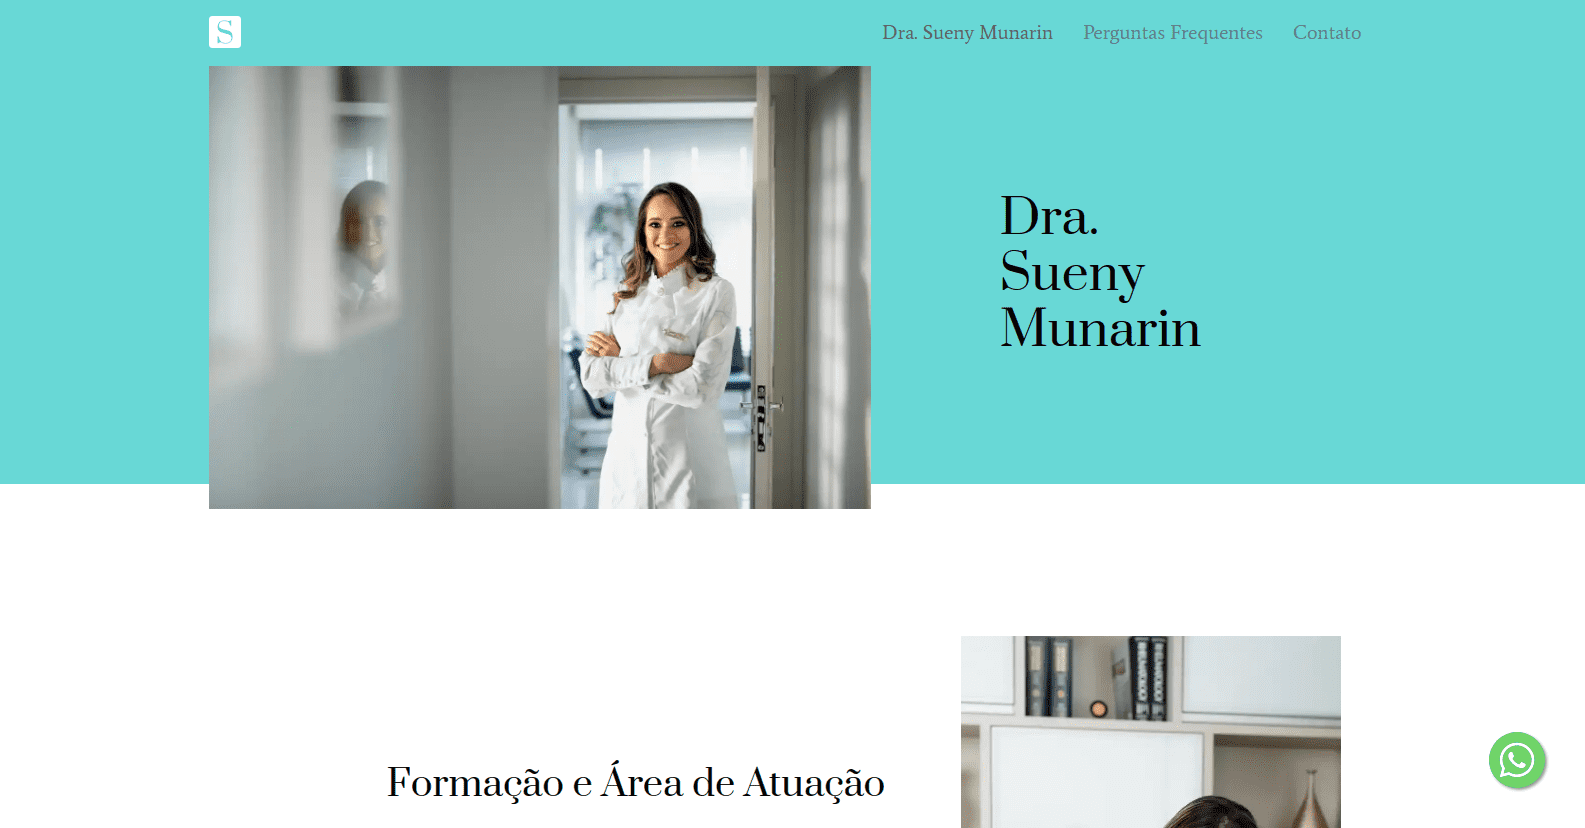 S
Dra. Sueny Munarin
Perguntas Frequentes
Contato
Dra.
Sueny
Munarin
Formação e Área de Atuação